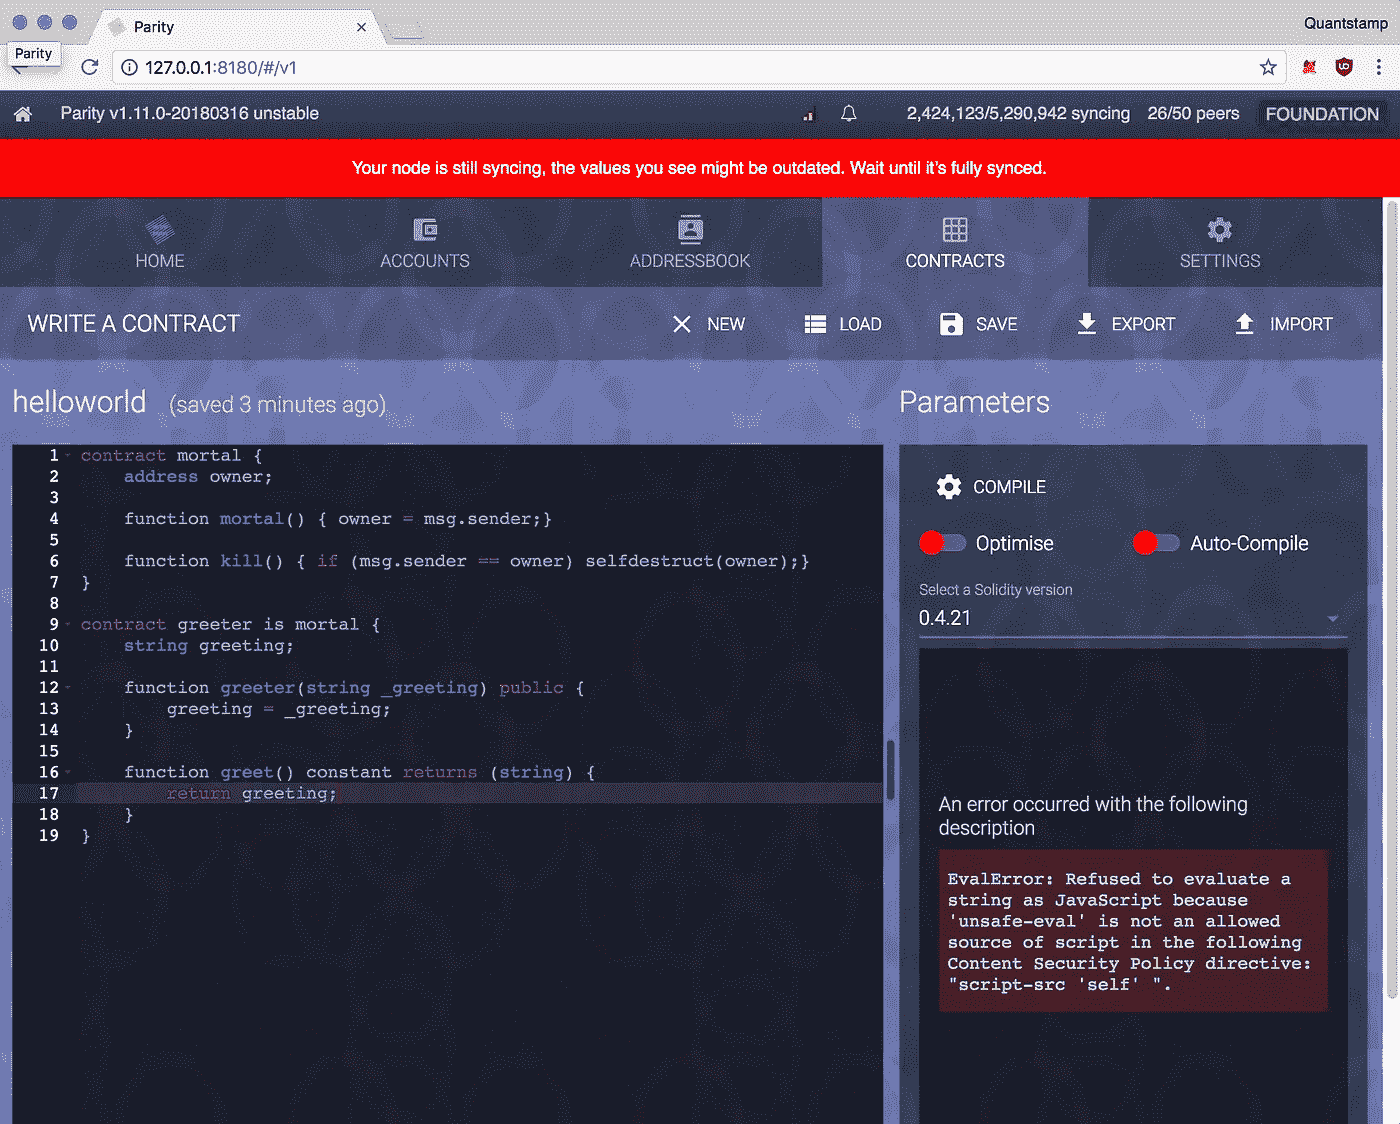 Parity
Quantstamp
Parity
127.0.0.1:8180/#/v1
Parity v1.11.0-20180316 unstable
2,424,123/5,290,942 syncing
26/50 peers
FOUNDATION
Your node is still syncing, the values you see might be outdated. Wait until it's fully synced.
HOME
ACCOUNTS
ADDRESSBOOK
CONTRACTS
SETTINGS
WRITE A CONTRACT
NEW
LOAD
SAVE
EXPORT
IMPORT
helloworld (saved 3 minutes ago)
1 contract mortal {
2 address owner;
3
4 function mortal() { owner = msg.sender;}
5
6 function kill() { if (msg.sender == owner) selfdestruct(owner);}
7 }
8
9 contract greeter is mortal {
10 string greeting;
11
12 function greeter(string _greeting) public {
13 greeting = _greeting;
14 }
15
16 function greet() constant returns (string) {
17 return greeting;
18 }
19 }
Parameters
COMPILE
Optimise
Auto-Compile
Select a Solidity version
0.4.21
An error occurred with the following
description
EvalError: Refused to evaluate a
string as JavaScript because
'unsafe-eval' is not an allowed
source of script in the following
Content Security Policy directive:
"script-src 'self' ".